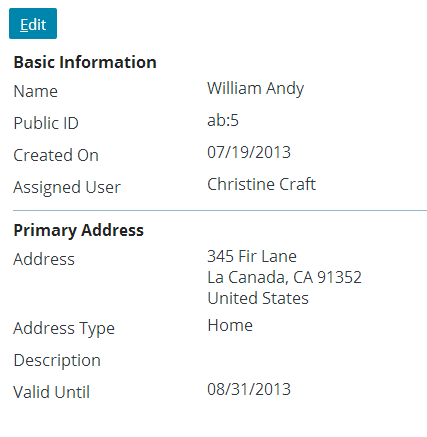 Edit
Basic Information
Name William Andy
Public ID ab:5
Created On 07/19/2013
Assigned User Christine Craft
Primary Address
Address 345 Fir Lane
La Canada, CA 91352
United States
Address Type Home
Description
Valid Until 08/31/2013